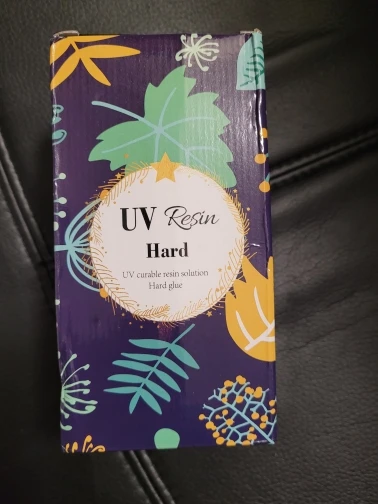 UV Resin
Hard
UV curable resin solution
Hard glue